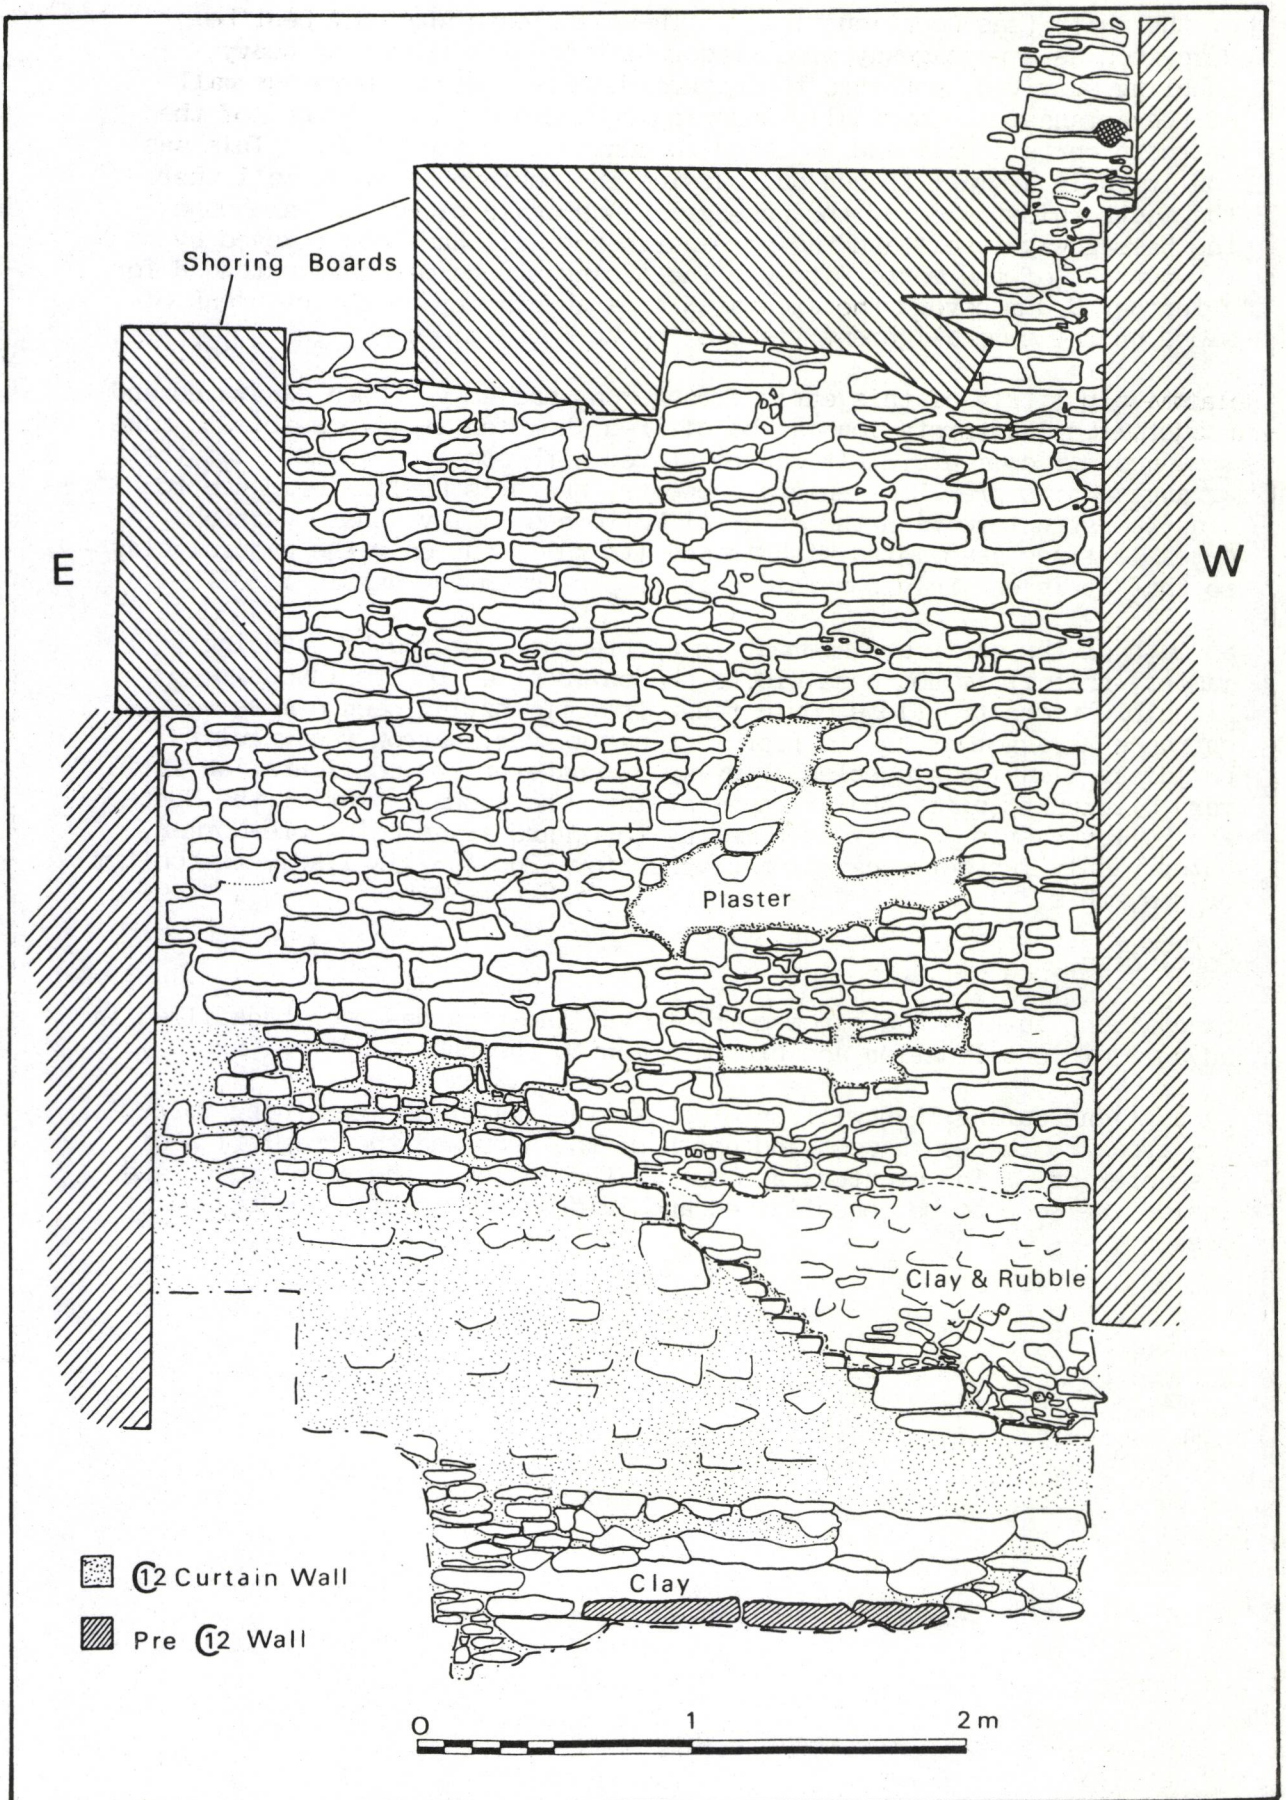 Shoring Boards
E
W
Plaster
Clay & Rubble
Clay
C12 Curtain Wall
Pre C12 Wall
0 1 2 m